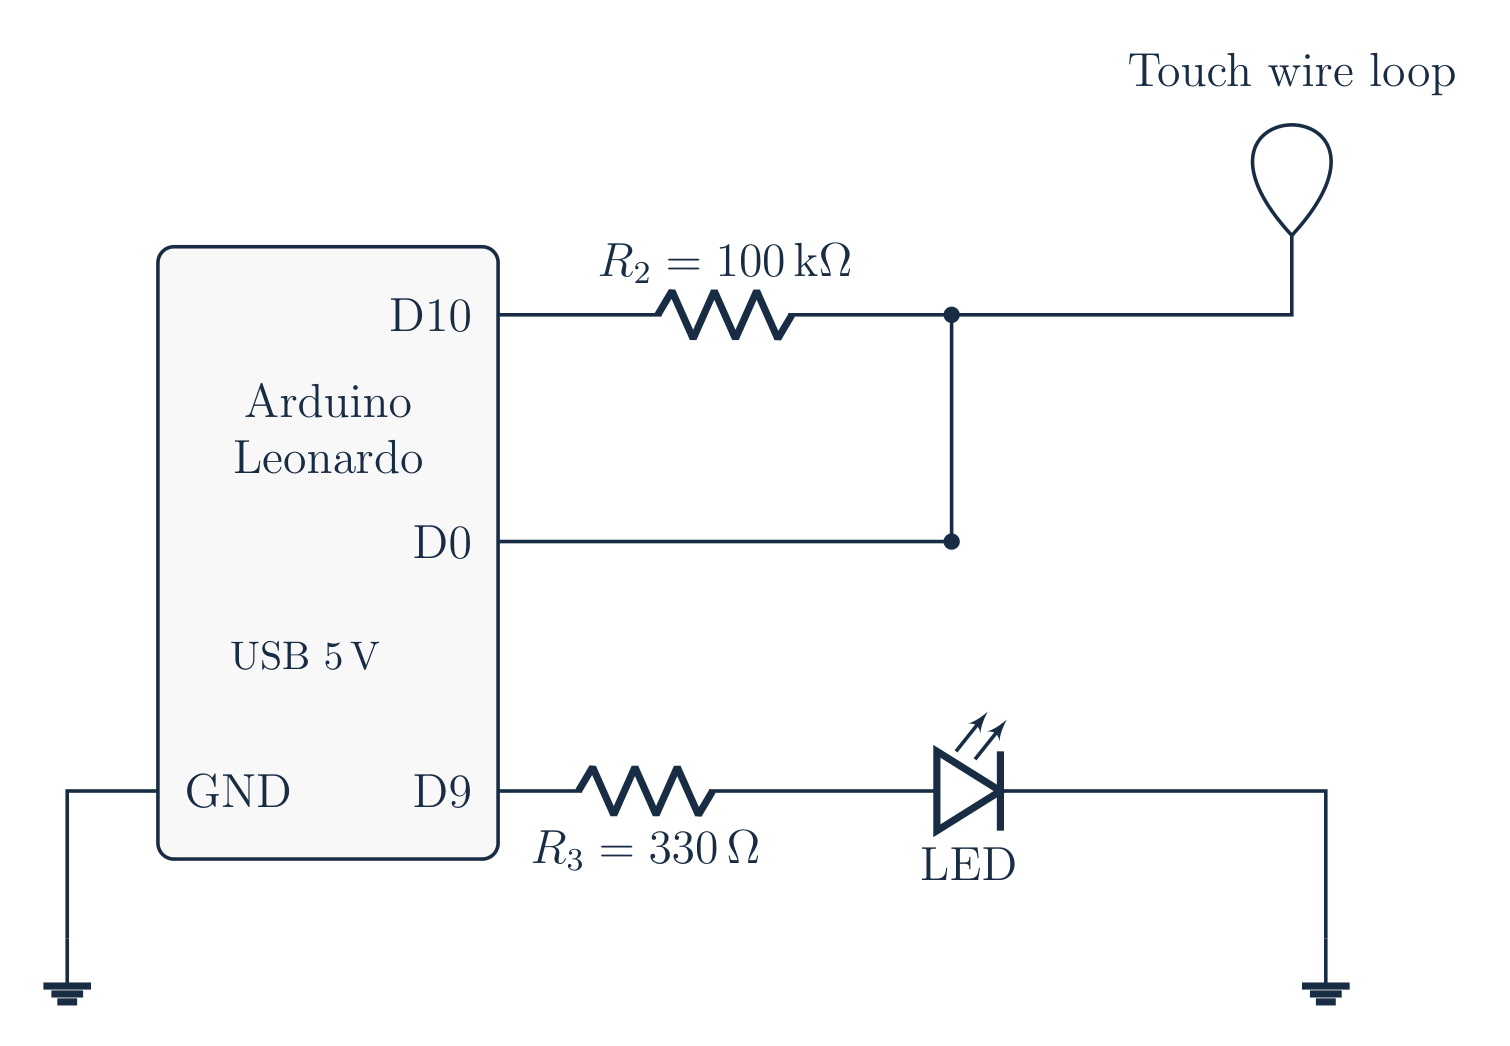 Touch wire loop
R₂ = 100 kΩ
D10
Arduino
Leonardo
D0
USB 5 V
GND
D9
R₃ = 330 Ω
LED